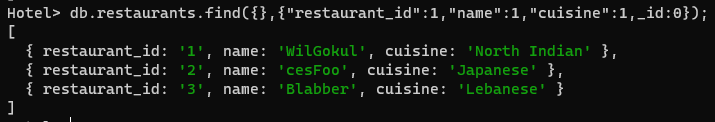 Hotel> db.restaurants.find({},{"restaurant_id":1,"name":1,"cuisine":1,_id:0});
[
  { restaurant_id: '1', name: 'WilGokul', cuisine: 'North Indian' },
  { restaurant_id: '2', name: 'cesFoo', cuisine: 'Japanese' },
  { restaurant_id: '3', name: 'Blabber', cuisine: 'Lebanese' }
]